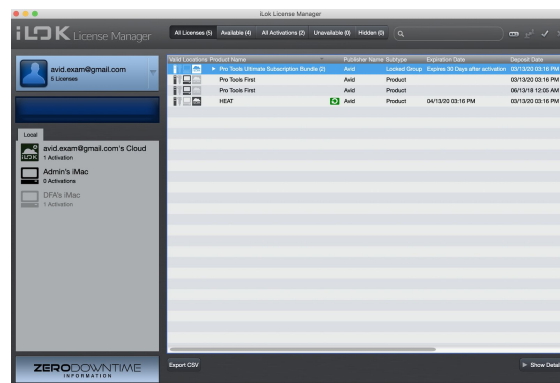 iLok License Manager
iLOK License Manager
All Licenses (5) Available (4) All Activations (2) Unavailable (0) Hidden (0)
avid.exam@gmail.com
5 Licenses
Local
avid.exam@gmail.com's Cloud
1 Activation
Admin's iMac
0 Activations
DFA's iMac
1 Activation
Valid Locations Product Name Publisher Name Subtype Expiration Date Deposit Date
Pro Tools Ultimate Subscription Bundle (2) Avid Locked Group Expires 30 Days after activation 03/13/20 03:16 PM
Pro Tools First Avid Product 03/13/20 03:16 PM
Pro Tools First Avid Product 06/13/18 12:05 AM
HEAT Avid Product 04/13/20 03:16 PM 03/13/20 03:16 PM
ZERODOWNTIME
INFORMATION
Export CSV
Show Detai